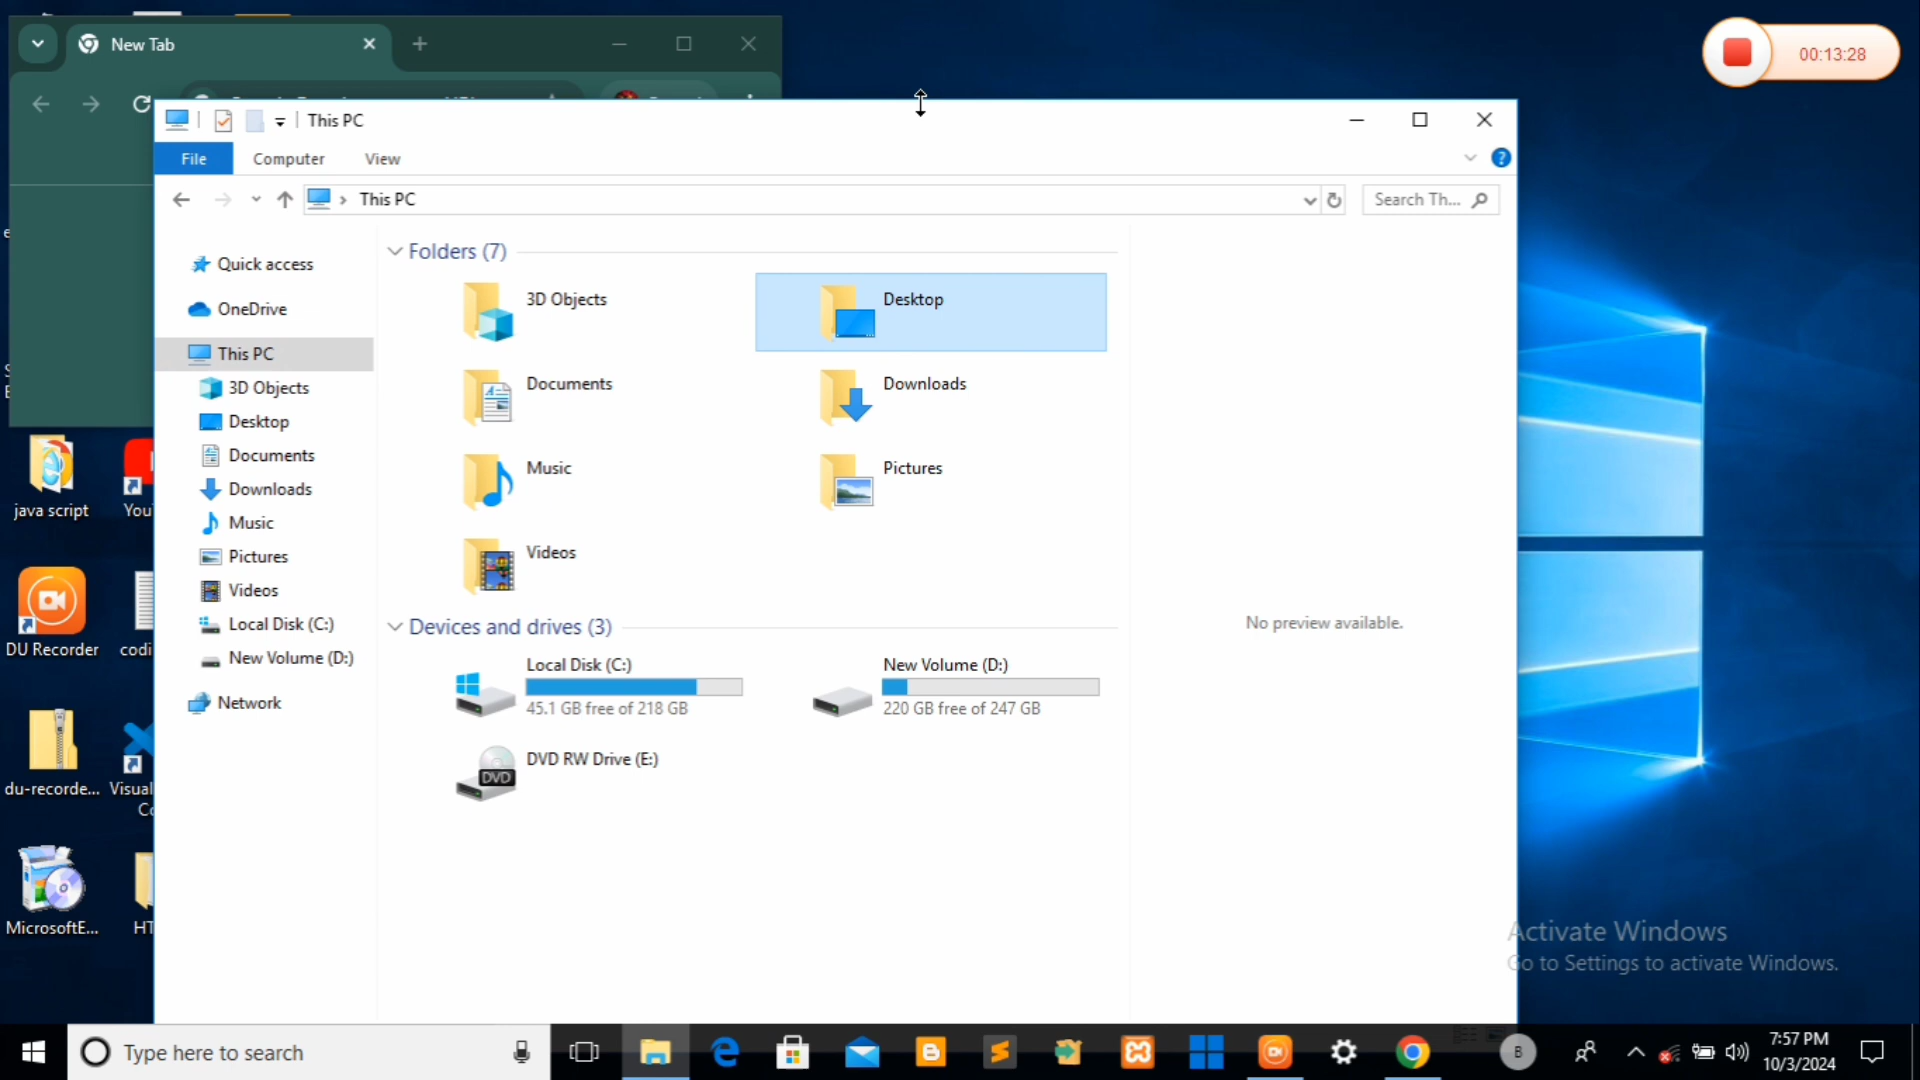 New Tab
00:13:28
This PC
File
Computer
View
This PC
Search Th...
Quick access
OneDrive
This PC
3D Objects
Desktop
Documents
Downloads
Music
Pictures
Videos
Local Disk (C:)
New Volume (D:)
Network
Folders (7)
3D Objects
Desktop
Documents
Downloads
Music
Pictures
Videos
Devices and drives (3)
Local Disk (C:)
45.1 GB free of 218 GB
New Volume (D:)
220 GB free of 247 GB
DVD
DVD RW Drive (E:)
No preview available.
java script
You
DU Recorder
codi
du-recorde...
Visual
Co
MicrosoftE...
HT
Activate Windows
Go to Settings to activate Windows.
Type here to search
B
7:57 PM
10/3/2024